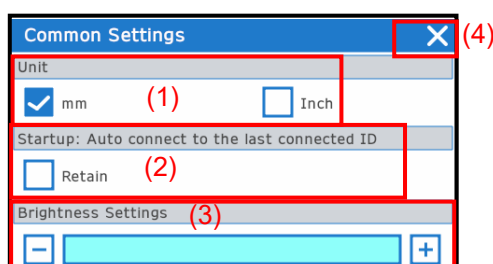 Common Settings (4)
Unit
mm (1) Inch
Startup: Auto connect to the last connected ID
Retain (2)
Brightness Settings (3)